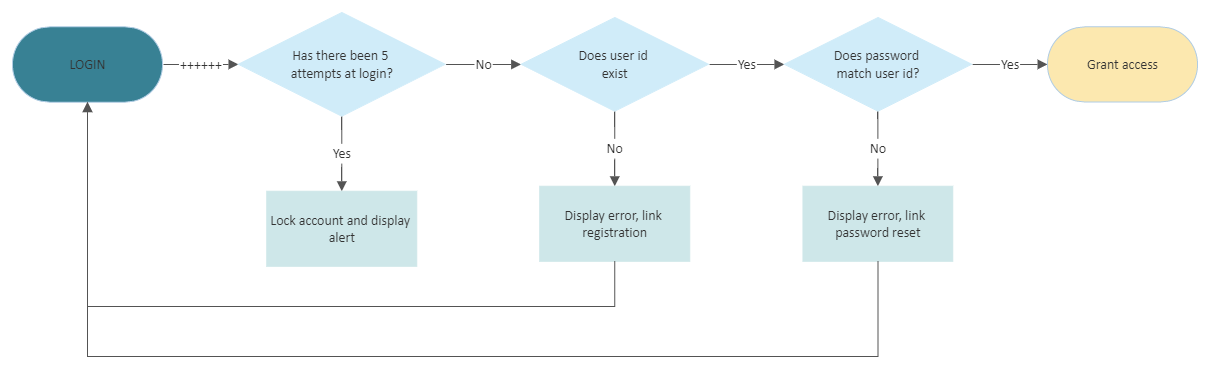 LOGIN
++++++
Has there been 5
attempts at login?
No
Does user id
exist
Yes
Does password
match user id?
Yes
Grant access
Yes
No
No
Lock account and display
alert
Display error, link
registration
Display error, link
password reset